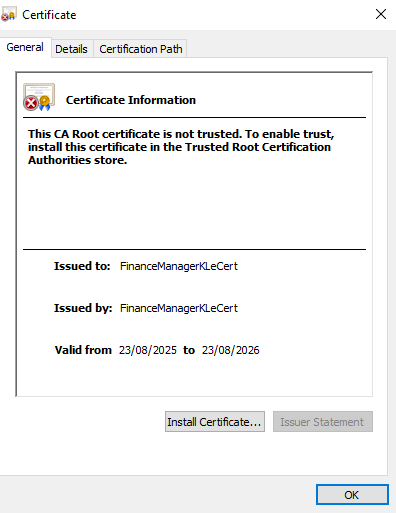 Certificate
General Details Certification Path
Certificate Information
This CA Root certificate is not trusted. To enable trust,
install this certificate in the Trusted Root Certification
Authorities store.
Issued to: FinanceManagerKLeCert
Issued by: FinanceManagerKLeCert
Valid from 23/08/2025 to 23/08/2026
Install Certificate... Issuer Statement
OK